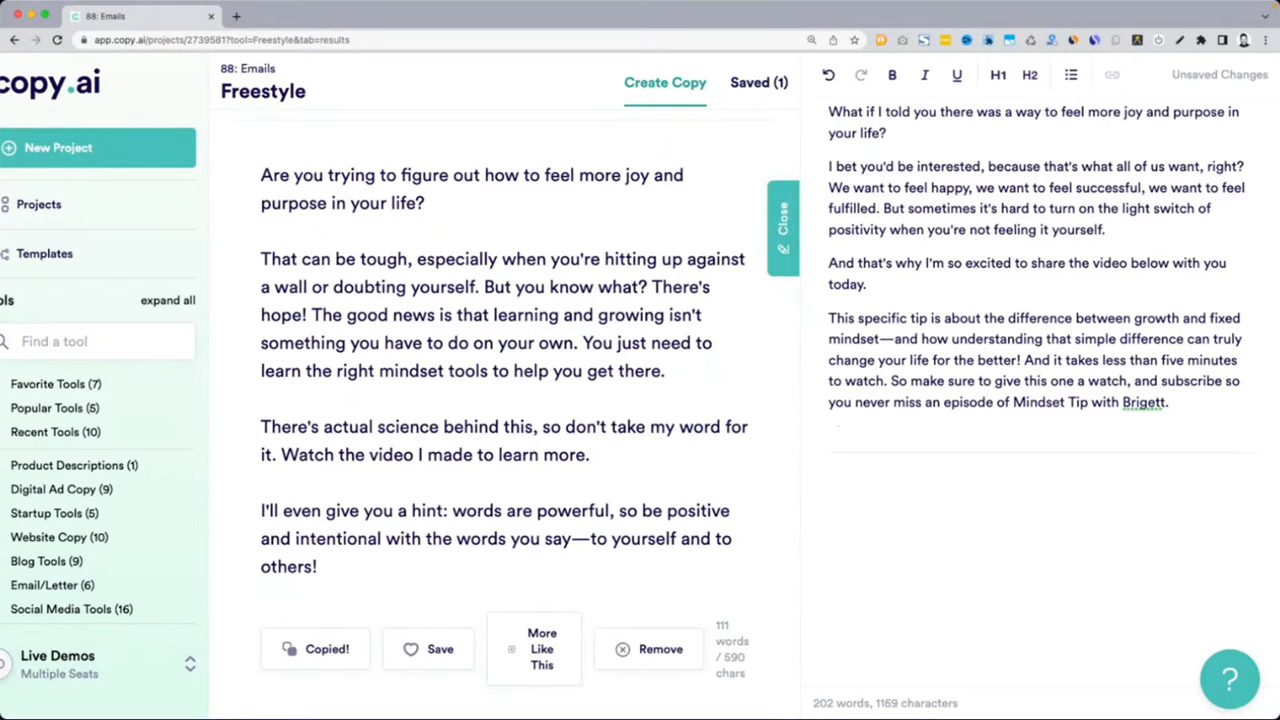 88: Emails
app.copy.ai/projects/2739581?tool=Freestyle&tab=results
copy.ai
New Project
Projects
Templates
expand all
Find a tool
Favorite Tools (7)
Popular Tools (5)
Recent Tools (10)
Product Descriptions (1)
Digital Ad Copy (9)
Startup Tools (5)
Website Copy (10)
Blog Tools (9)
Email/Letter (6)
Social Media Tools (16)
Live Demos
Multiple Seats
88: Emails
Freestyle
Create Copy
Saved (1)
Are you trying to figure out how to feel more joy and
purpose in your life?
That can be tough, especially when you're hitting up against
a wall or doubting yourself. But you know what? There's
hope! The good news is that learning and growing isn't
something you have to do on your own. You just need to
learn the right mindset tools to help you get there.
There's actual science behind this, so don't take my word for
it. Watch the video I made to learn more.
I'll even give you a hint: words are powerful, so be positive
and intentional with the words you say—to yourself and to
others!
Copied!
Save
More
Like
This
Remove
111
words
/ 590
chars
Close
B I U H1 H2
Unsaved Changes
What if I told you there was a way to feel more joy and purpose in
your life?
I bet you'd be interested, because that's what all of us want, right?
We want to feel happy, we want to feel successful, we want to feel
fulfilled. But sometimes it's hard to turn on the light switch of
positivity when you're not feeling it yourself.
And that's why I'm so excited to share the video below with you
today.
This specific tip is about the difference between growth and fixed
mindset—and how understanding that simple difference can truly
change your life for the better! And it takes less than five minutes
to watch. So make sure to give this one a watch, and subscribe so
you never miss an episode of Mindset Tip with Brigett.
202 words, 1159 characters
?